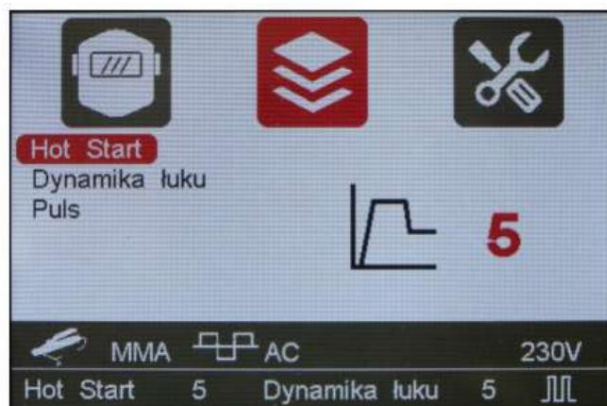 Hot Start
Dynamika łuku
Puls
5
MMA AC 230V
Hot Start 5 Dynamika łuku 5